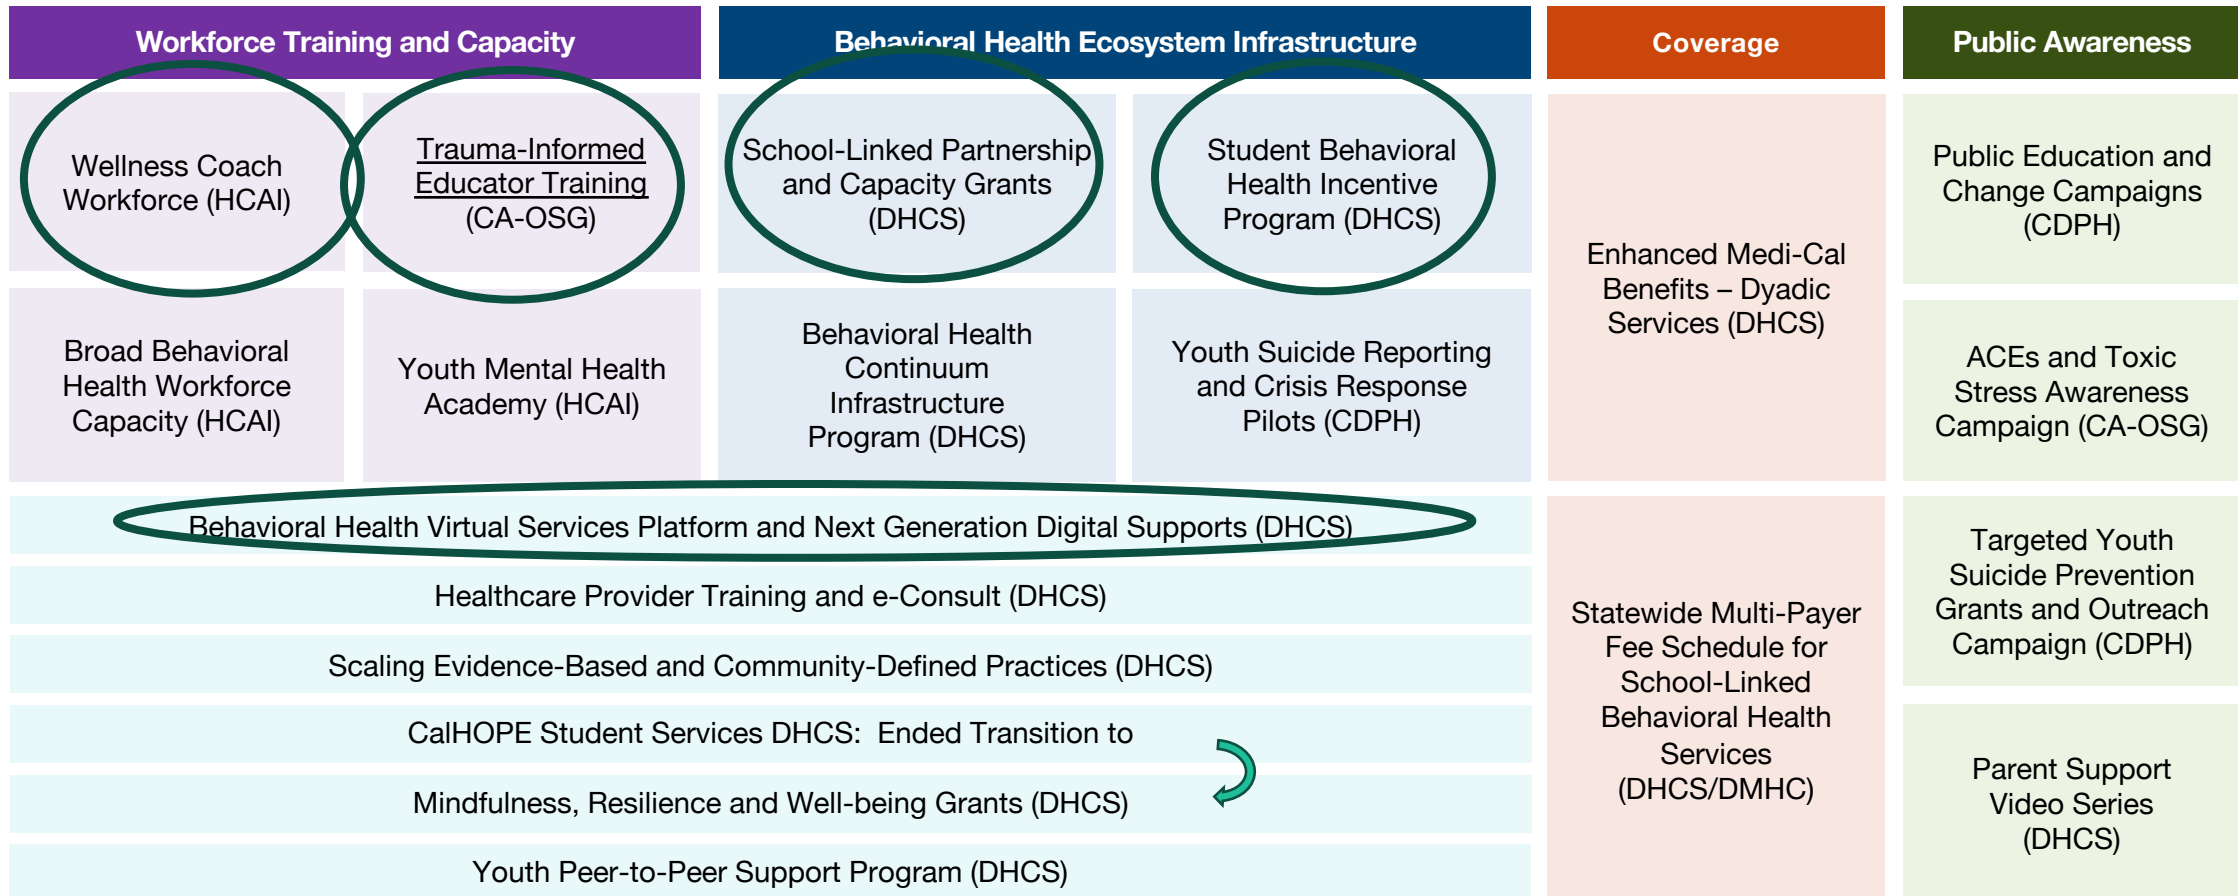 Workforce Training and Capacity
Behavioral Health Ecosystem Infrastructure
Coverage
Public Awareness
Wellness Coach
Workforce (HCAI)
Trauma-Informed
Educator Training
(CA-OSG)
School-Linked Partnership
and Capacity Grants
(DHCS)
Student Behavioral
Health Incentive
Program (DHCS)
Broad Behavioral
Health Workforce
Capacity (HCAI)
Youth Mental Health
Academy (HCAI)
Behavioral Health
Continuum
Infrastructure
Program (DHCS)
Youth Suicide Reporting
and Crisis Response
Pilots (CDPH)
Behavioral Health Virtual Services Platform and Next Generation Digital Supports (DHCS)
Healthcare Provider Training and e-Consult (DHCS)
Scaling Evidence-Based and Community-Defined Practices (DHCS)
CalHOPE Student Services DHCS:  Ended Transition to
Mindfulness, Resilience and Well-being Grants (DHCS)
Youth Peer-to-Peer Support Program (DHCS)
Enhanced Medi-Cal
Benefits – Dyadic
Services (DHCS)
Statewide Multi-Payer
Fee Schedule for
School-Linked
Behavioral Health
Services
(DHCS/DMHC)
Public Education and
Change Campaigns
(CDPH)
ACEs and Toxic
Stress Awareness
Campaign (CA-OSG)
Targeted Youth
Suicide Prevention
Grants and Outreach
Campaign (CDPH)
Parent Support
Video Series
(DHCS)